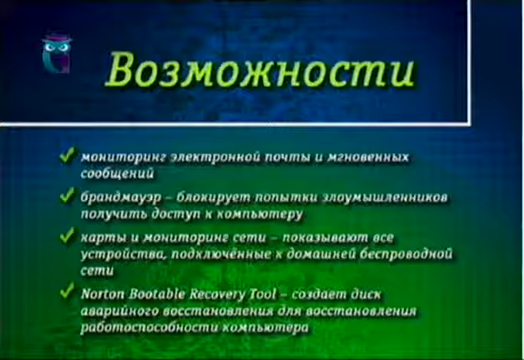 Возможности
мониторинг электронной почты и мгновенных
сообщений
брандмауэр – блокирует попытки злоумышленников
получить доступ к компьютеру
карты и мониторинг сети – показывают все
устройства, подключённые к домашней беспроводной
сети
Norton Bootable Recovery Tool – создает диск
аварийного восстановления для восстановления
работоспособности компьютера